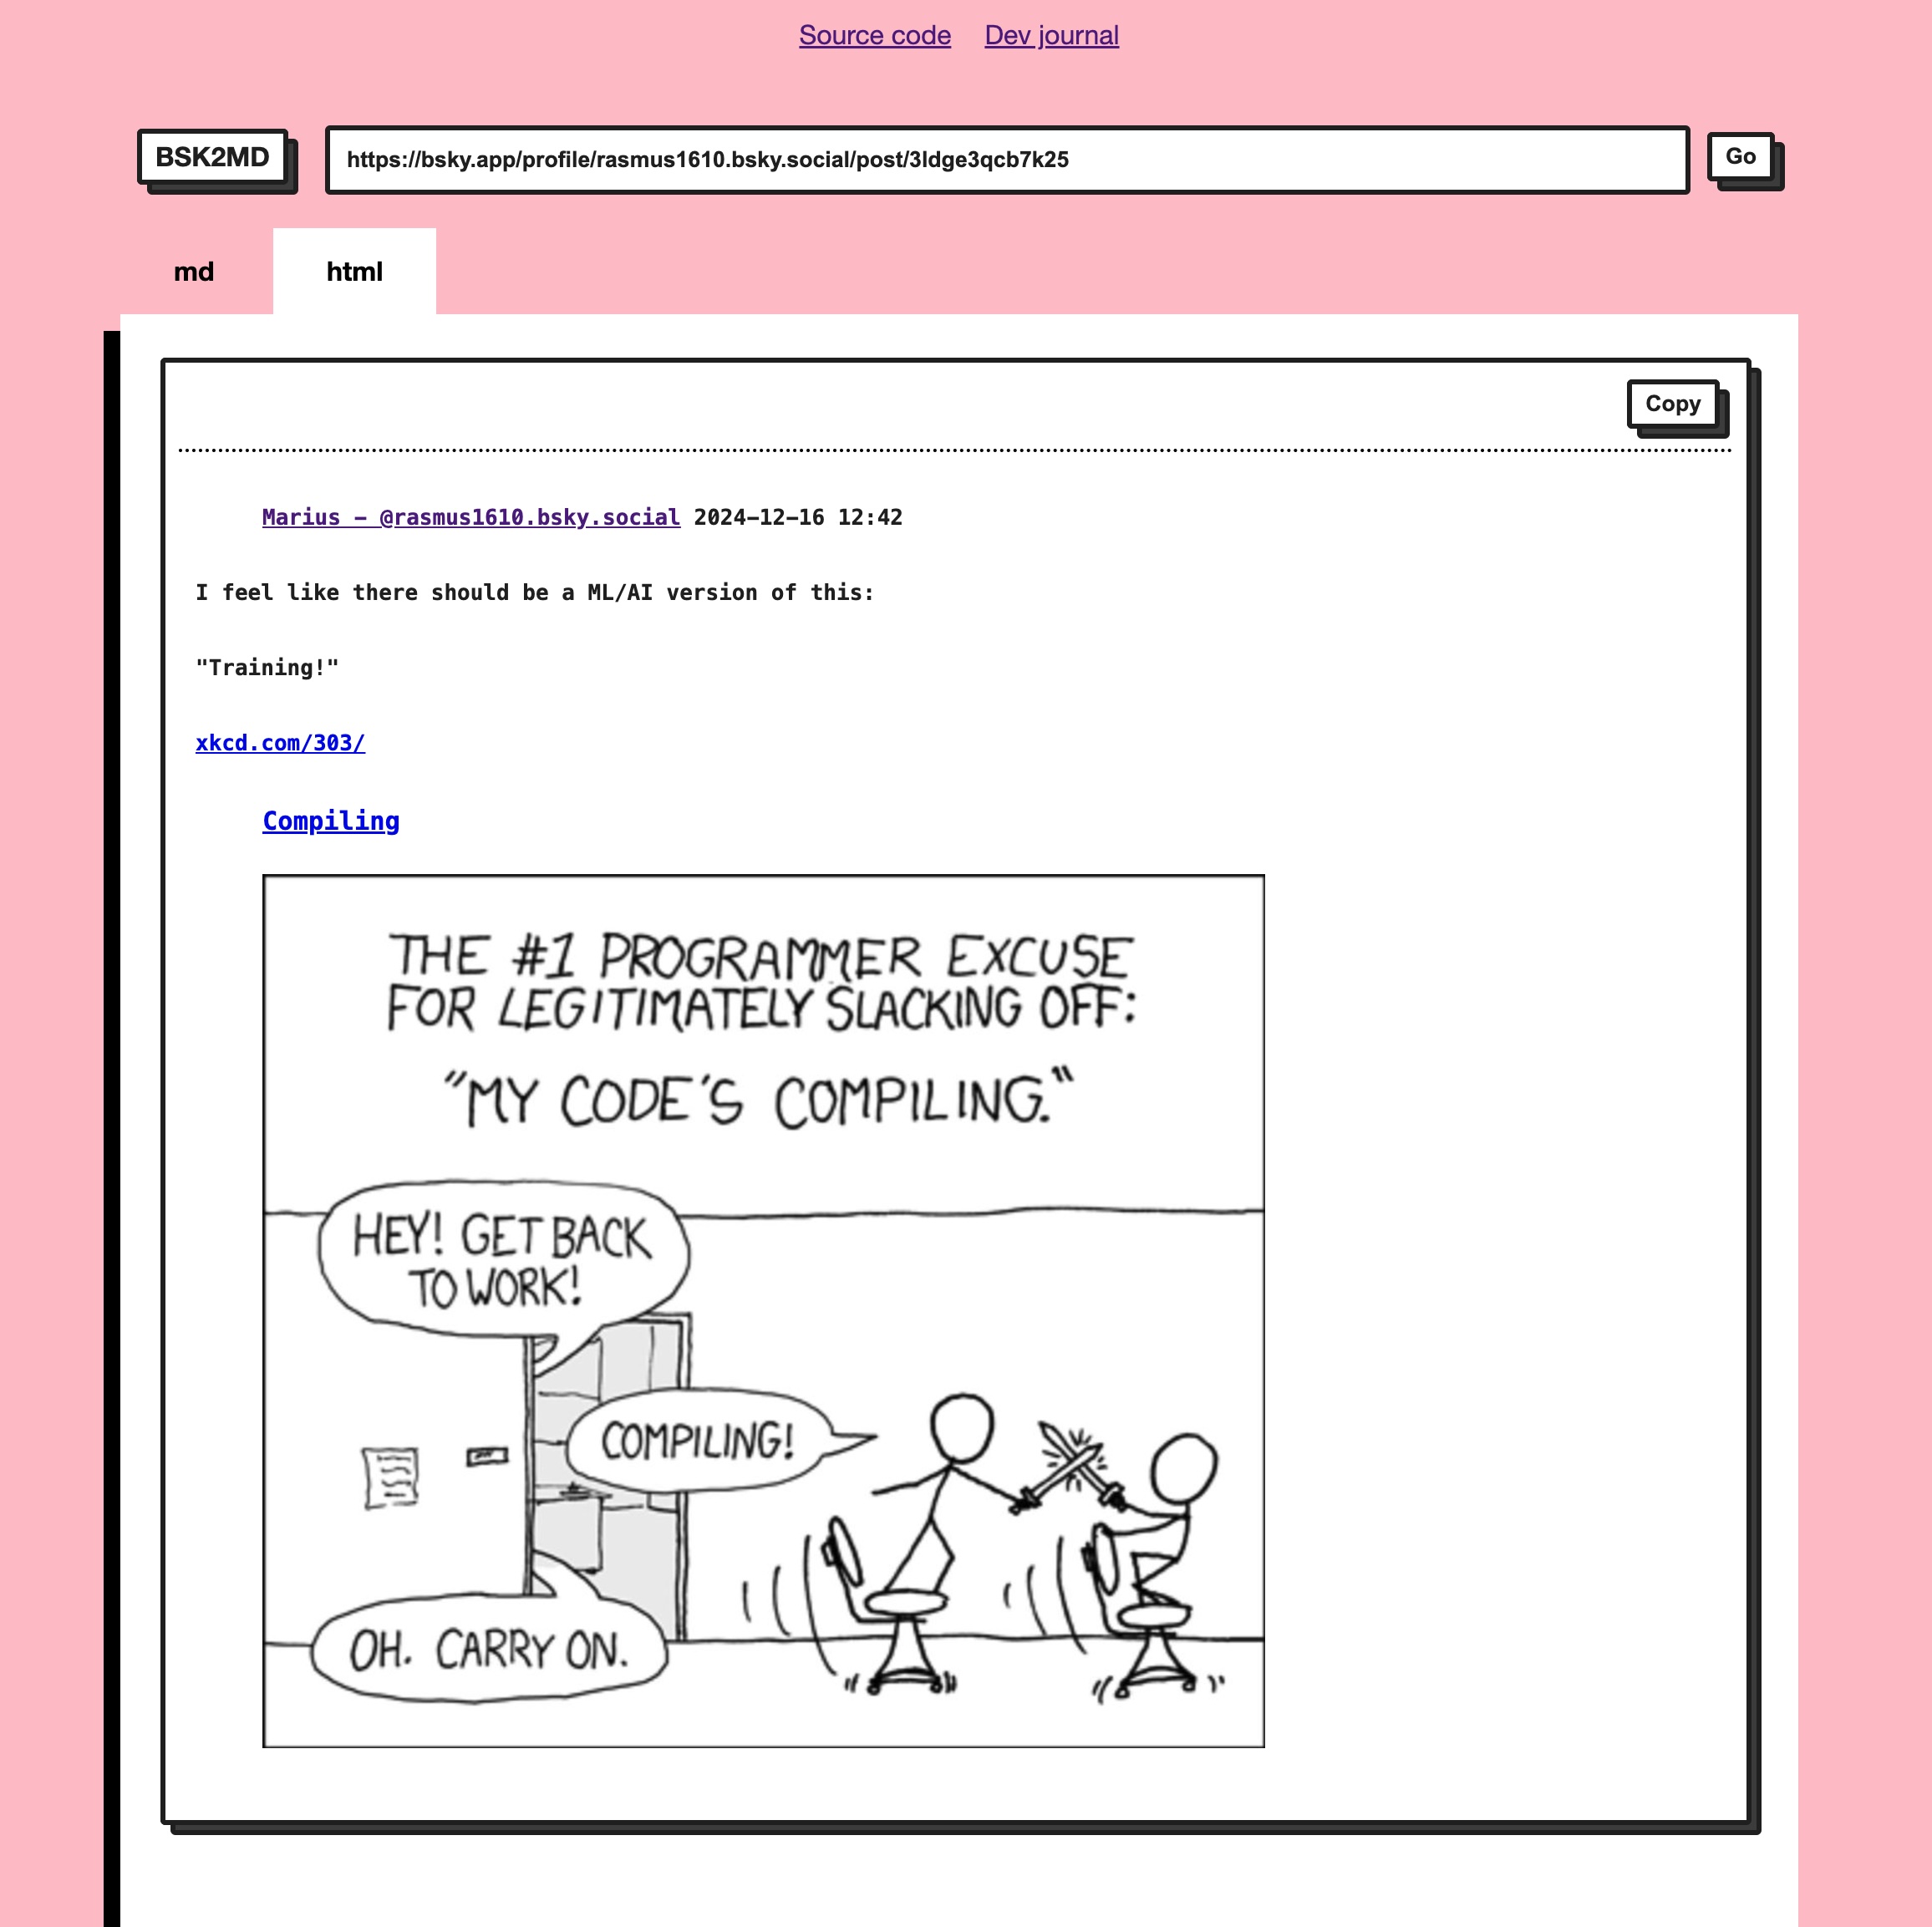 Source code Dev journal
BSK2MD https://bsky.app/profile/rasmus1610.bsky.social/post/3ldge3qcb7k25 Go
md html
Copy
Marius — @rasmus1610.bsky.social 2024-12-16 12:42
I feel like there should be a ML/AI version of this:
"Training!"
xkcd.com/303/
Compiling
THE #1 PROGRAMMER EXCUSE
FOR LEGITIMATELY SLACKING OFF:
"MY CODE'S COMPILING."
HEY! GET BACK
TO WORK!
COMPILING!
OH. CARRY ON.